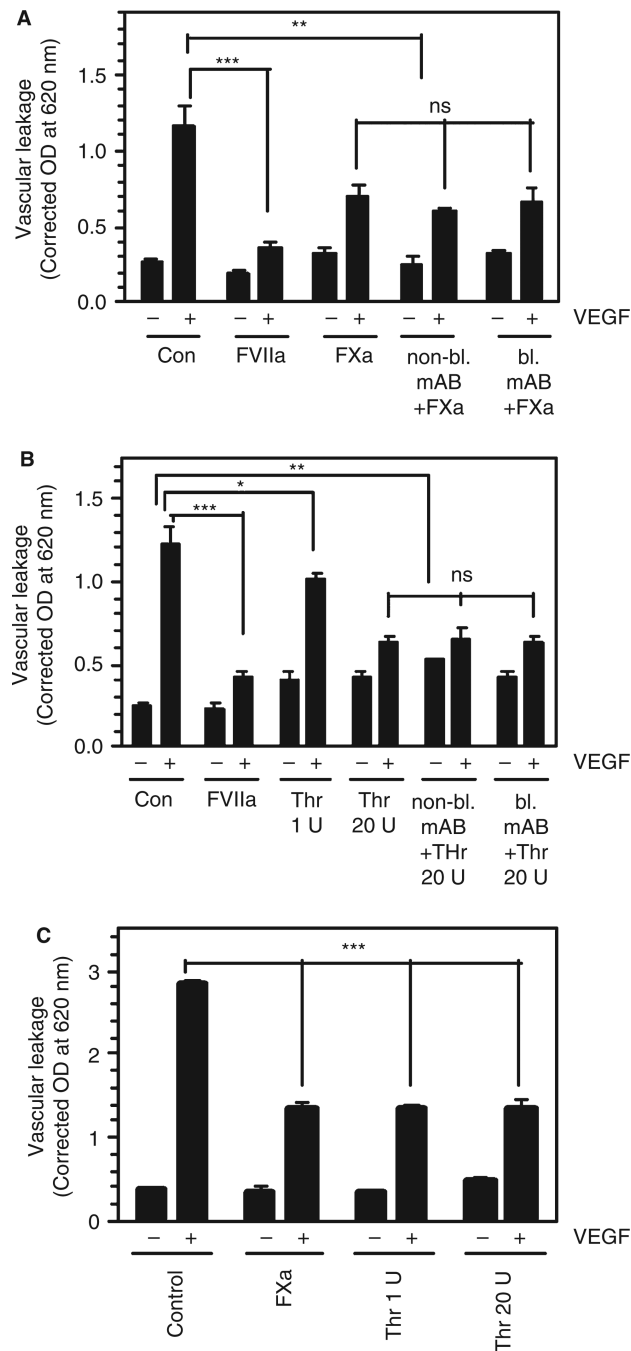 A
Vascular leakage
(Corrected OD at 620 nm)
1.5
1.0
0.5
0.0
**
***
ns
– + – + – + – + – + VEGF
Con FVIIa FXa non-bl. bl.
mAB mAB
+FXa +FXa
B
Vascular leakage
(Corrected OD at 620 nm)
1.5
1.0
0.5
0.0
**
*
***
ns
– + – + – + – + – + – + VEGF
Con FVIIa Thr Thr non-bl. bl.
1 U 20 U mAB mAB
+THr +Thr
20 U 20 U
C
Vascular leakage
(Corrected OD at 620 nm)
3
2
1
0
***
– + – + – + – + VEGF
Control
FXa
Thr 1 U
Thr 20 U